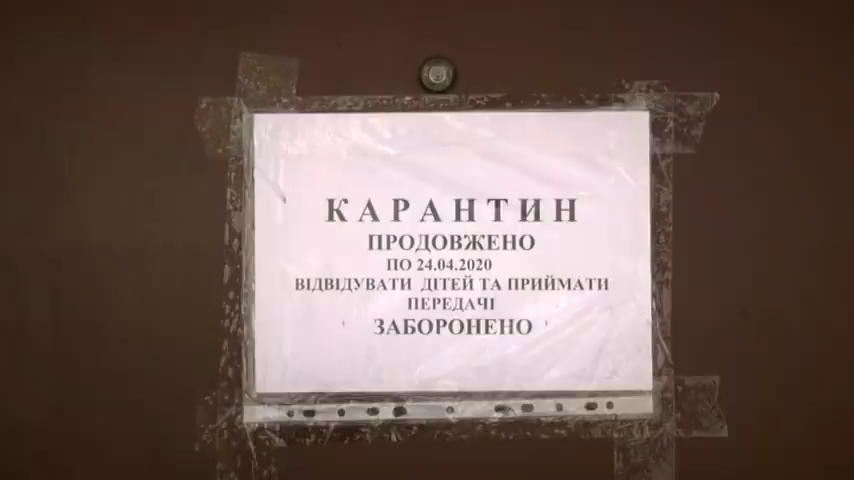 КАРАНТИН
ПРОДОВЖЕНО
ПО 24.04.2020
ВІДВІДУВАТИ ДІТЕЙ ТА ПРИЙМАТИ
ПЕРЕДАЧІ
ЗАБОРОНЕНО